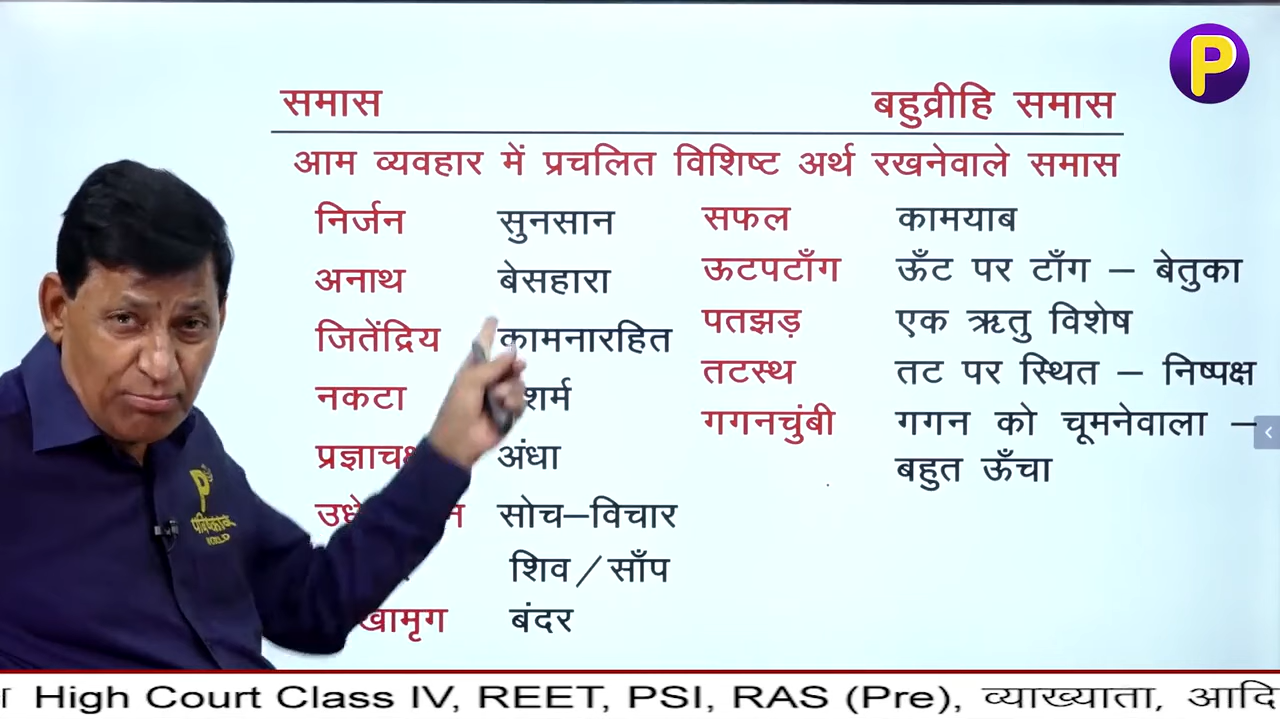 समास बहुव्रीहि समास
आम व्यवहार में प्रचलित विशिष्ट अर्थ रखनेवाले समास
निर्जन सुनसान
अनाथ बेसहारा
जितेंद्रिय कामनारहित
नकटा
अंधा
सोच–विचार
शिव/साँप
बंदर
सफल कामयाब
ऊटपटाँग ऊँट पर टाँग – बेतुका
पतझड़ एक ऋतु विशेष
तटस्थ तट पर स्थित – निष्पक्ष
गगनचुंबी गगन को चूमनेवाला –
बहुत ऊँचा
P
परिष्कार
WORLD
High Court Class IV, REET, PSI, RAS (Pre), व्याख्याता, आदि